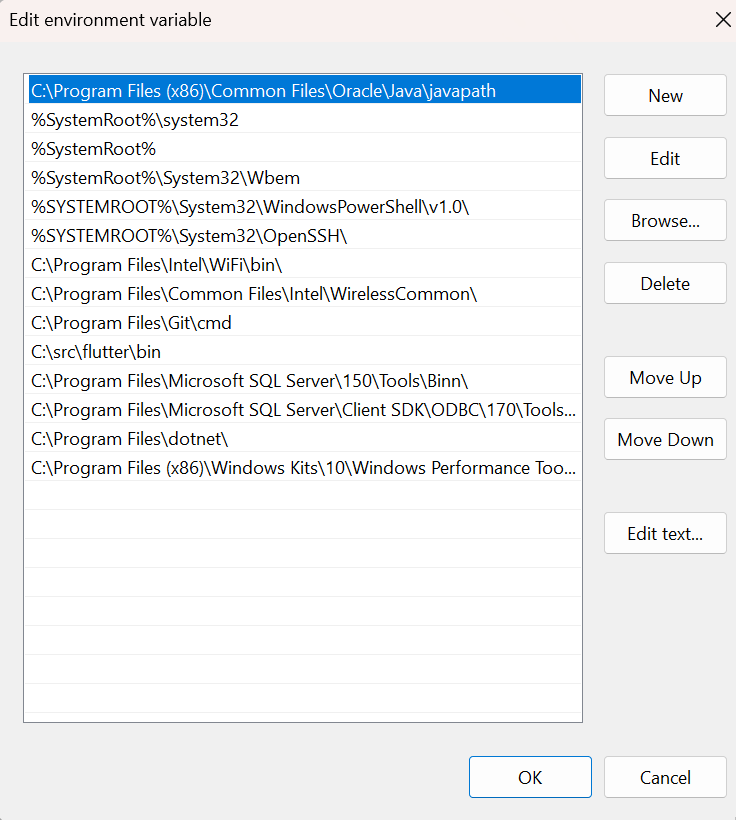 Edit environment variable
C:\Program Files (x86)\Common Files\Oracle\Java\javapath
%SystemRoot%\system32
%SystemRoot%
%SystemRoot%\System32\Wbem
%SYSTEMROOT%\System32\WindowsPowerShell\v1.0\
%SYSTEMROOT%\System32\OpenSSH\
C:\Program Files\Intel\WiFi\bin\
C:\Program Files\Common Files\Intel\WirelessCommon\
C:\Program Files\Git\cmd
C:\src\flutter\bin
C:\Program Files\Microsoft SQL Server\150\Tools\Binn\
C:\Program Files\Microsoft SQL Server\Client SDK\ODBC\170\Tools...
C:\Program Files\dotnet\
C:\Program Files (x86)\Windows Kits\10\Windows Performance Too...
New
Edit
Browse...
Delete
Move Up
Move Down
Edit text...
OK
Cancel